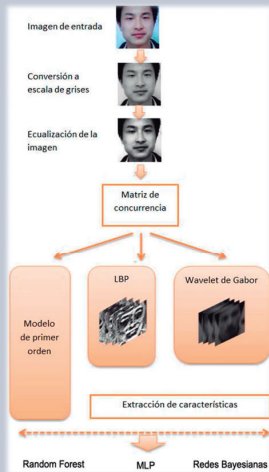 Imagen de entrada
Conversión a
escala de grises
Ecualización de la
imagen
Matriz de
concurrencia
Modelo
de primer
orden
LBP
Wavelet de Gabor
Extracción de características
Random Forest
MLP
Redes Bayesianas